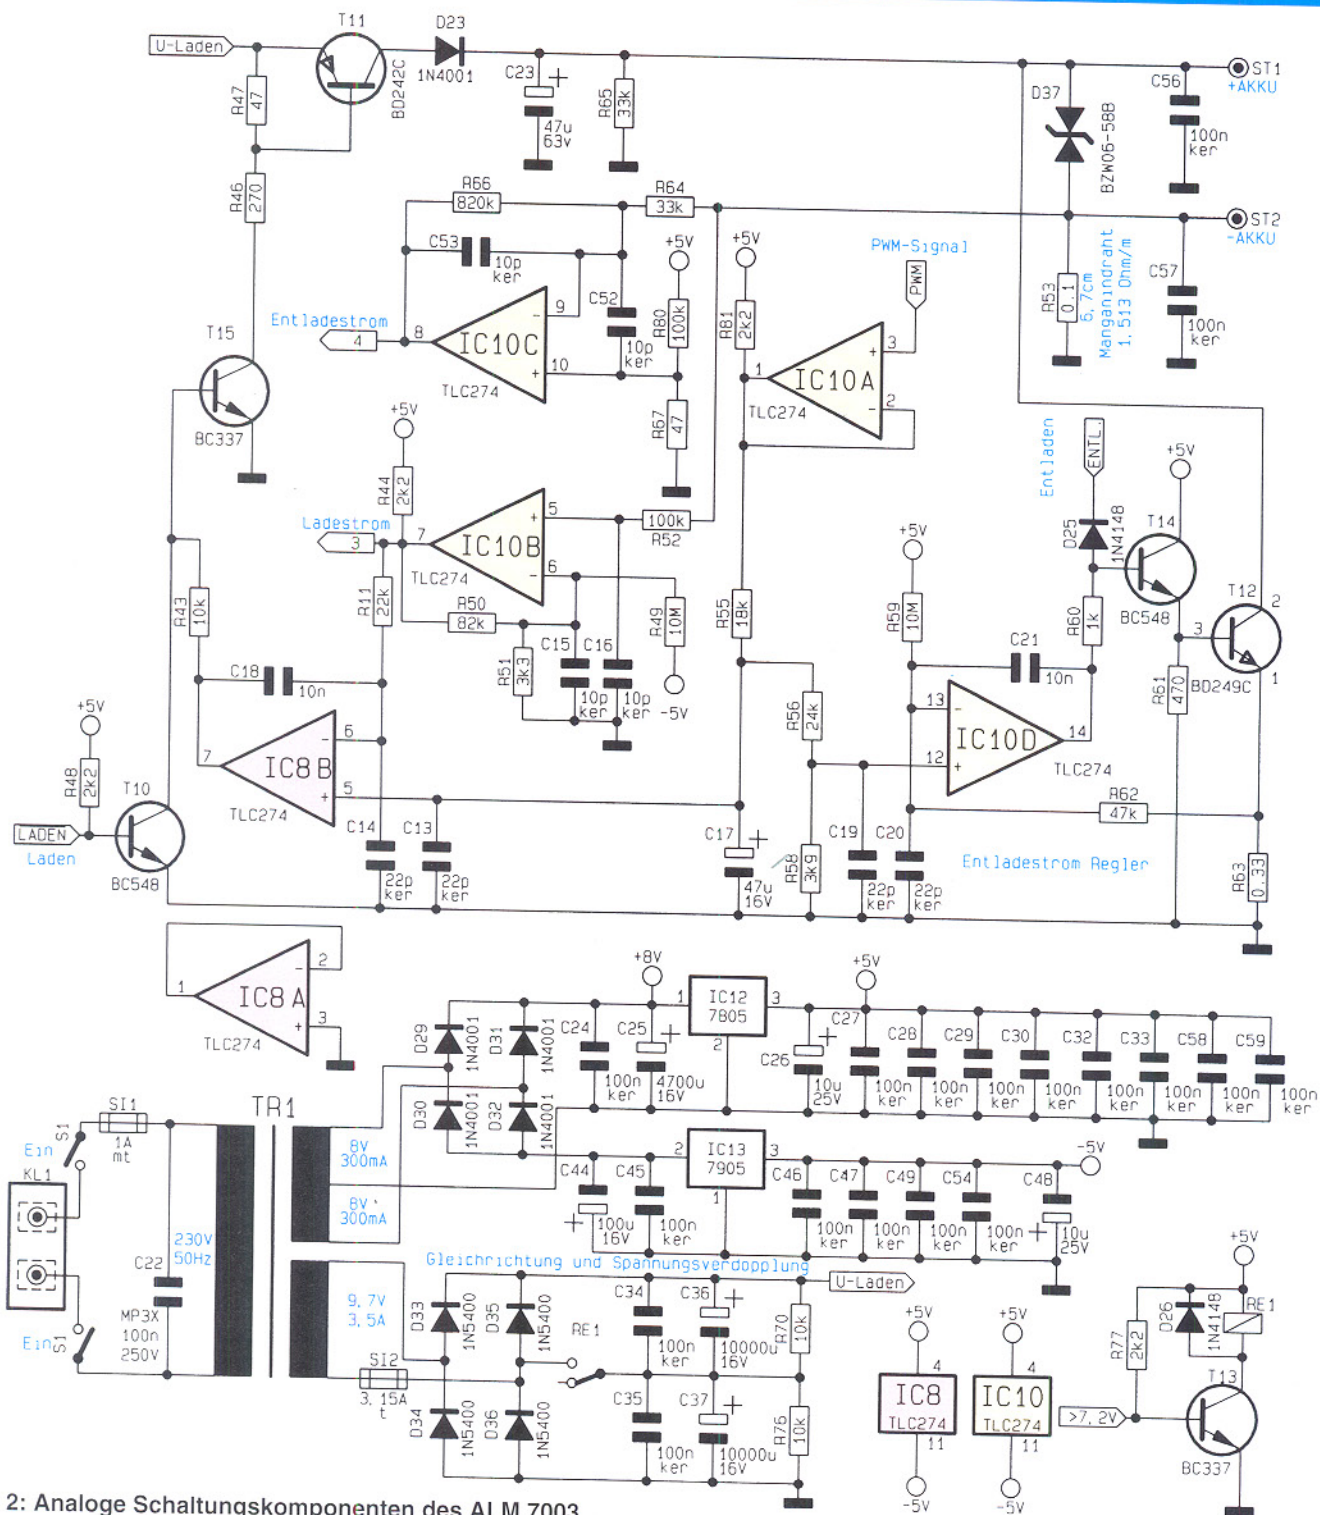 T11
D23
U-Laden
1N4001
BD242C
R47
47
C23
47u
63v
R65
33k
D37
BZW06-58B
C56
100n
ker
ST1
+AKKU
R46
270
R66
820k
R64
33k
C53
10p
ker
+5V
+5V
PWM-Signal
PWM
ST2
-AKKU
C57
100n
ker
R53
0.1
6,7cm
Manganindraht
1.513 Ohm/m
Entladestrom
4
8
IC10C
9
10
TLC274
C52
10p
ker
R80
100k
R81
2k2
1
IC10A
3
2
TLC274
T15
BC337
R67
47
+5V
R44
2k2
Ladestrom
3
7
IC10B
5
6
TLC274
100k
R52
Entladen
ENTL.
D25
1N4148
+5V
T14
BC548
T12
2
3
1
BD249C
+5V
R59
10M
R60
1k
R43
10k
R11
22k
R50
82k
R51
3k3
C15
10p
ker
C16
10p
ker
R49
10M
-5V
R55
18k
C21
10n
R61
470
C18
10n
R56
24k
13
12
IC10D
14
TLC274
+5V
R48
2k2
T10
7
IC8B
6
5
TLC274
LADEN
Laden
BC548
C14
22p
ker
C13
22p
ker
C17
47u
16V
R58
3k9
C19
22p
ker
C20
22p
ker
R62
47k
Entladestrom Regler
R63
0.33
1
IC8A
2
3
TLC274
+8V
1
IC12
7805
3
2
+5V
D29
1N4001
D31
1N4001
C24
100n
ker
C25
4700u
16V
C26
10u
25V
C27
100n
ker
C28
100n
ker
C29
100n
ker
C30
100n
ker
C32
100n
ker
C33
100n
ker
C58
100n
ker
C59
100n
ker
D30
1N4001
D32
1N4001
SI1
1A
mt
TR1
Ein
S1
KL1
8V
300mA
8V
300mA
230V
50Hz
C22
MP3X
100n
250V
Ein
S1
2
IC13
7905
3
1
-5V
C44
100u
16V
C45
100n
ker
C46
100n
ker
C47
100n
ker
C49
100n
ker
C54
100n
ker
C48
10u
25V
Gleichrichtung und Spannungsverdopplung
9,7V
3,5A
D33
1N5400
D35
1N5400
RE1
C34
100n
ker
C36
10000u
16V
R70
10k
U-Laden
SI2
3,15A
t
D34
1N5400
D36
1N5400
C35
100n
ker
C37
10000u
16V
R76
10k
+5V
4
IC8
TLC274
11
-5V
+5V
4
IC10
TLC274
11
-5V
+5V
R77
2k2
D26
1N4148
RE1
>7,2V
T13
BC337
2: Analoge Schaltungskomponenten des ALM 7003